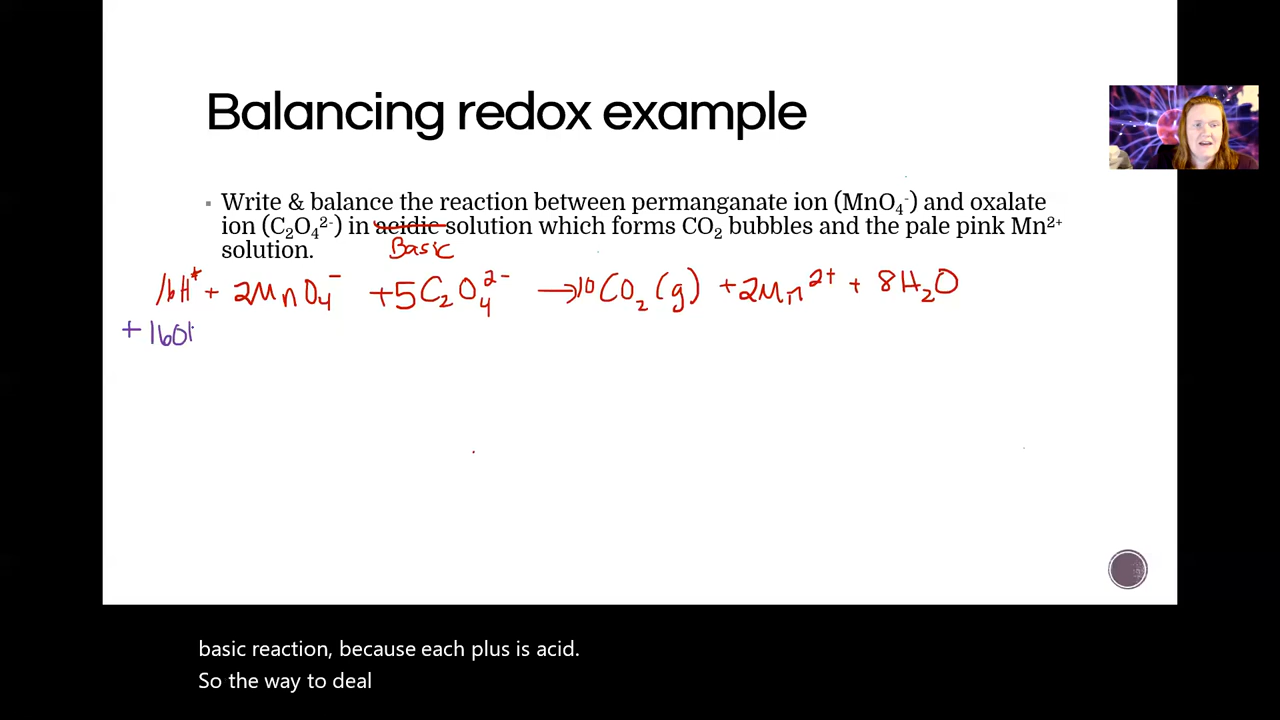 Balancing redox example
▪ Write & balance the reaction between permanganate ion (MnO₄⁻) and oxalate
ion (C₂O₄²⁻) in acidic solution which forms CO₂ bubbles and the pale pink Mn²⁺
Basic
solution.
16H⁺ + 2MnO₄⁻ + 5C₂O₄²⁻ → 10CO₂(g) + 2Mn²⁺ + 8H₂O
+ 16O
basic reaction, because each plus is acid.
So the way to deal